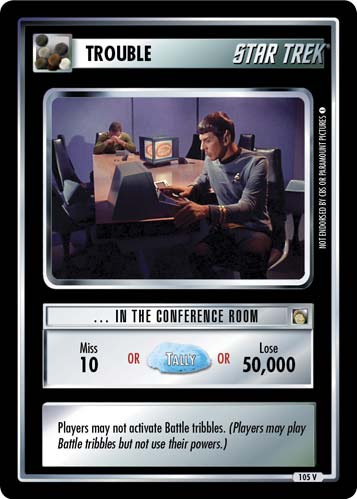 TROUBLE STAR TREK
NOT ENDORSED BY CBS OR PARAMOUNT PICTURES
... IN THE CONFERENCE ROOM
Miss OR TALLY OR Lose
10 50,000
Players may not activate Battle tribbles. (Players may play
Battle tribbles but not use their powers.)
105 V